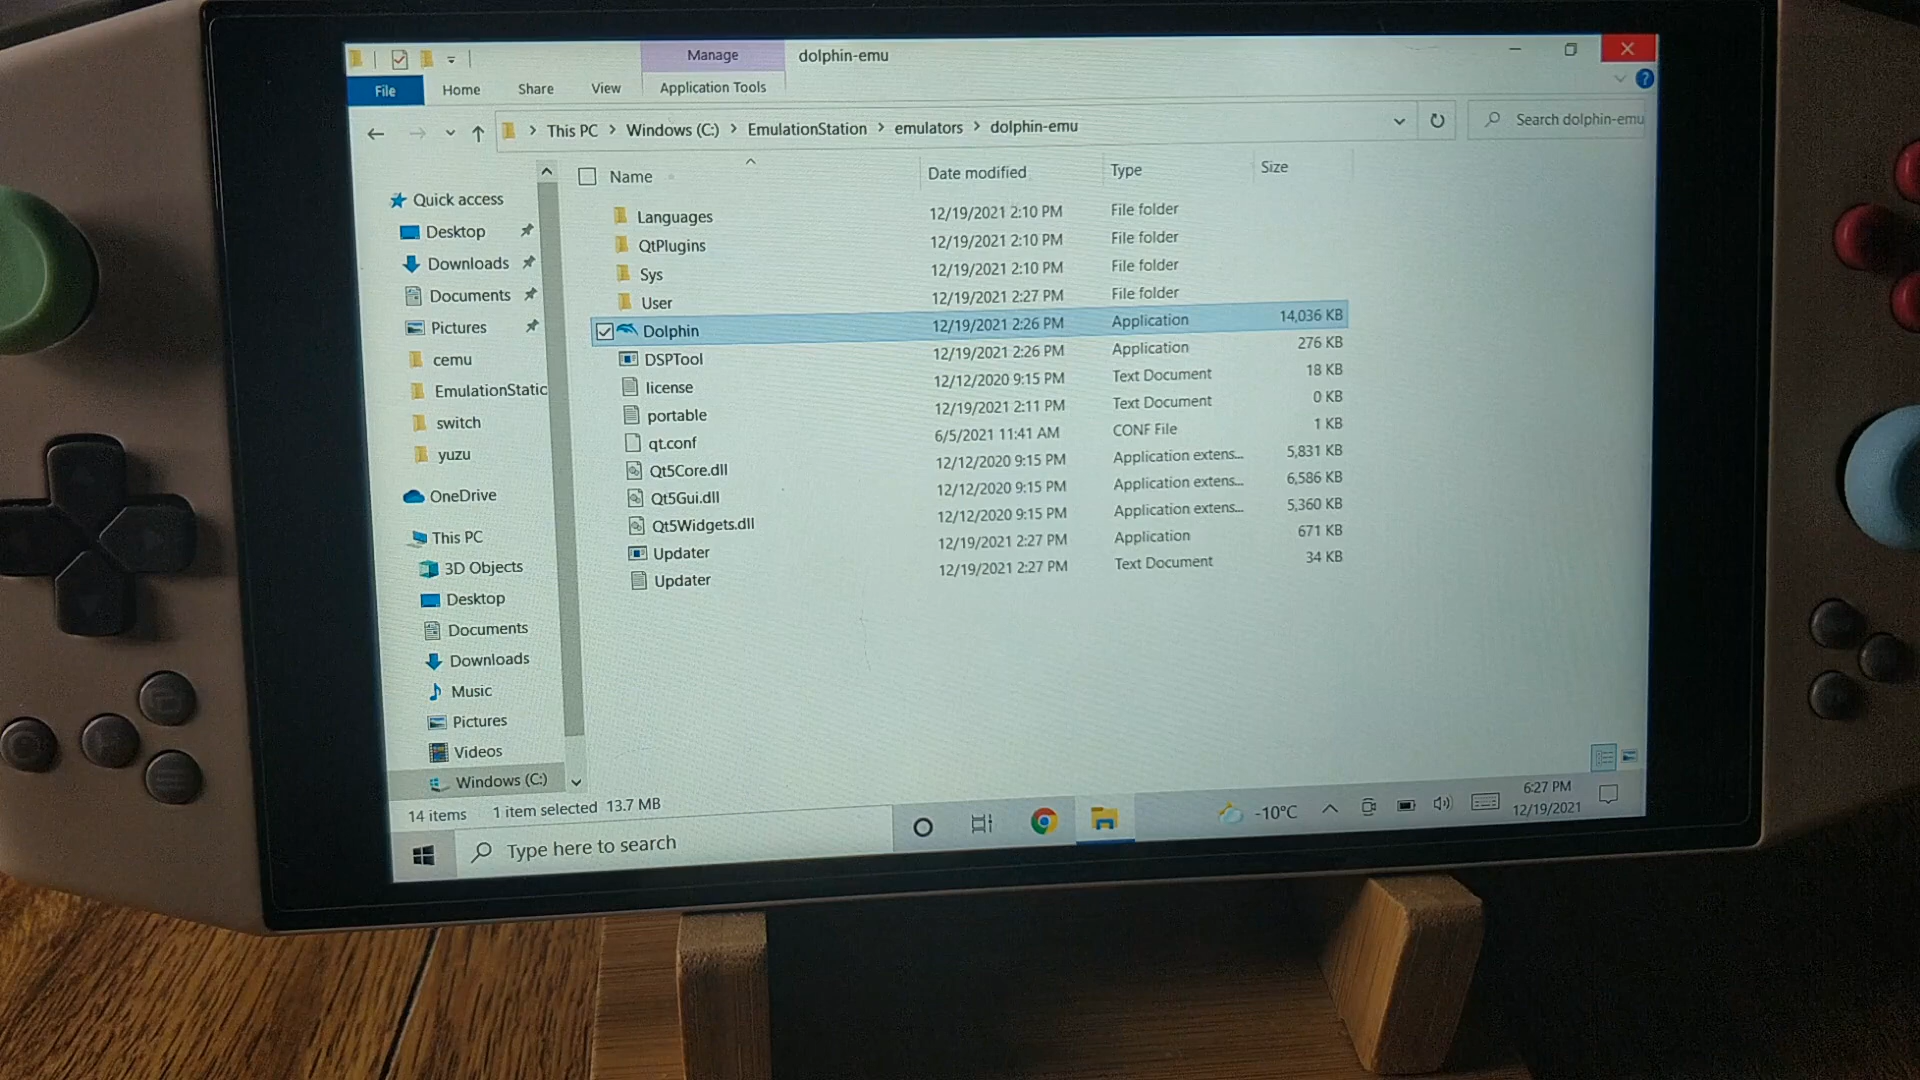 Manage dolphin-emu
File Home Share View Application Tools
This PC > Windows (C:) > EmulationStation > emulators > dolphin-emu Search dolphin-emu
Name Date modified Type Size
Languages 12/19/2021 2:10 PM File folder
QtPlugins 12/19/2021 2:10 PM File folder
Sys 12/19/2021 2:10 PM File folder
User 12/19/2021 2:27 PM File folder
Dolphin 12/19/2021 2:26 PM Application 14,036 KB
DSPTool 12/19/2021 2:26 PM Application 276 KB
license 12/12/2020 9:15 PM Text Document 18 KB
portable 12/19/2021 2:11 PM Text Document 0 KB
qt.conf 6/5/2021 11:41 AM CONF File 1 KB
Qt5Core.dll 12/12/2020 9:15 PM Application extens... 5,831 KB
Qt5Gui.dll 12/12/2020 9:15 PM Application extens... 6,586 KB
Qt5Widgets.dll 12/12/2020 9:15 PM Application extens... 5,360 KB
Updater 12/19/2021 2:27 PM Application 671 KB
Updater 12/19/2021 2:27 PM Text Document 34 KB
Quick access
Desktop
Downloads
Documents
Pictures
cemu
EmulationStatic
switch
yuzu
OneDrive
This PC
3D Objects
Desktop
Documents
Downloads
Music
Pictures
Videos
Windows (C:)
14 items 1 item selected 13.7 MB
Type here to search
-10°C
6:27 PM
12/19/2021